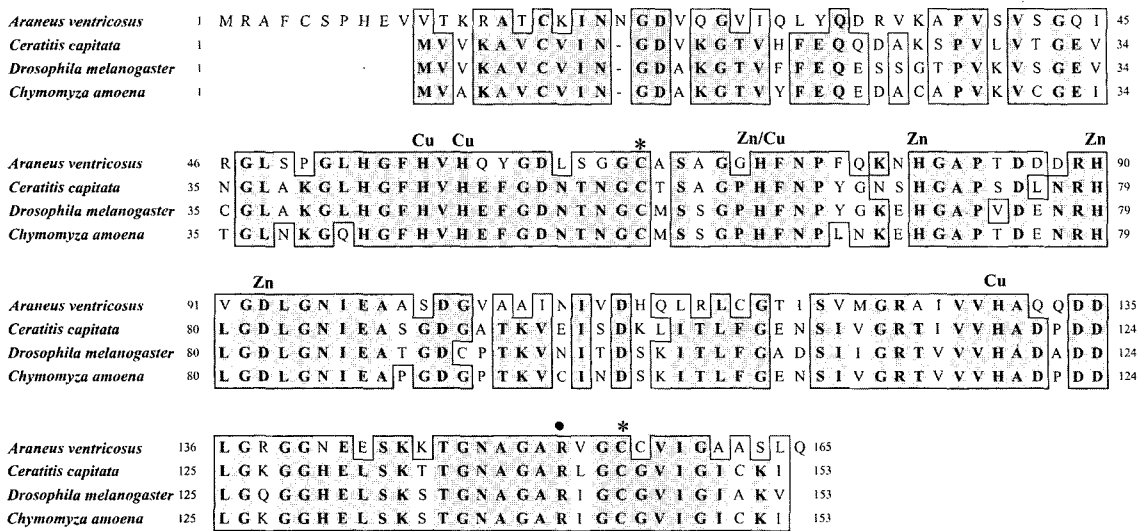 Araneus ventricosus 1 M R A F C S P H E V V T K R A T C K I N N G D V Q G V I Q L Y Q D R V K A P V S V S G Q I 45
Ceratitis capitata 1 M V V K A V C V I N - G D V K G T V H F E Q Q D A K S P V L V T G E V 34
Drosophila melanogaster 1 M V V K A V C V I N - G D A K G T V F F E Q E S S G T P V K V S G E V 34
Chymomyza amoena 1 M V A K A V C V I N - G D A K G T V Y F E Q E D A C A P V K V C G E I 34
Cu Cu * Zn/Cu Zn Zn
Araneus ventricosus 46 R G L S P G L H G F H V H Q Y G D L S G G C A S A G G H F N P F Q K N H G A P T D D D R H 90
Ceratitis capitata 35 N G L A K G L H G F H V H E F G D N T N G C T S A G P H F N P Y G N S H G A P S D L N R H 79
Drosophila melanogaster 35 C G L A K G L H G F H V H E F G D N T N G C M S S G P H F N P Y G K E H G A P V D E N R H 79
Chymomyza amoena 35 T G L N K G Q H G F H V H E F G D N T N G C M S S G P H F N P L N K E H G A P T D E N R H 79
Zn Cu
Araneus ventricosus 91 V G D L G N I E A A S D G V A A I N I V D H Q L R L C G T I S V M G R A I V V H A Q Q D D 135
Ceratitis capitata 80 L G D L G N I E A S G D G A T K V E I S D K L I T L F G E N S I V G R T I V V H A D P D D 124
Drosophila melanogaster 80 L G D L G N I E A T G D C P T K V N I T D S K I T L F G A D S I I G R T V V V H A D A D D 124
Chymomyza amoena 80 L G D L G N I E A P G D G P T K V C I N D S K I T L F G E N S I V G R T V V V H A D P D D 124
● *
Araneus ventricosus 136 L G R G G N E E S K K T G N A G A R V G C C V I G A A S L Q 165
Ceratitis capitata 125 L G K G G H E L S K T T G N A G A R L G C G V I G I C K I 153
Drosophila melanogaster 125 L G Q G G H E L S K S T G N A G A R I G C G V I G I A K V 153
Chymomyza amoena 125 L G K G G H E L S K S T G N A G A R I G C G V I G I C K I 153